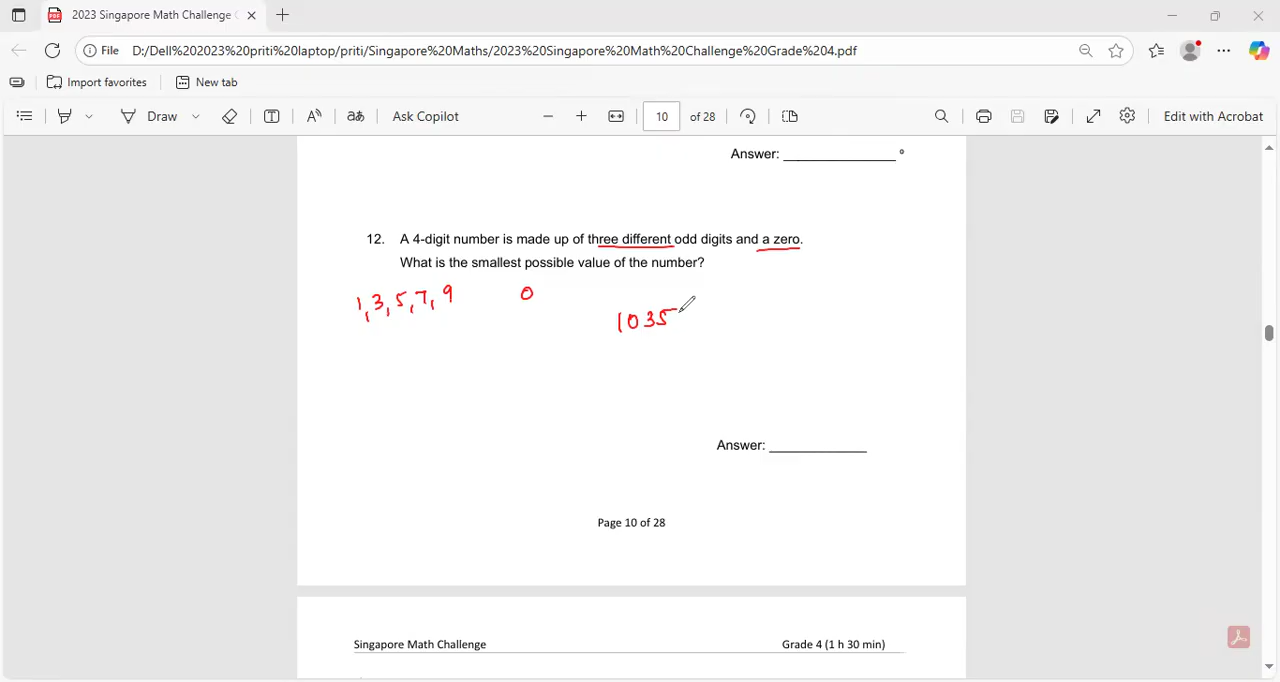 2023 Singapore Math Challenge
File D:/Dell%202023%20priti%20laptop/priti/Singapore%20Maths/2023%20Singapore%20Math%20Challenge%20Grade%204.pdf
Import favorites New tab
Draw Ask Copilot 10 of 28 Edit with Acrobat
Answer: _______________ °
12. A 4-digit number is made up of three different odd digits and a zero.
What is the smallest possible value of the number?
1, 3, 5, 7, 9 0
1035
Answer: _____________
Page 10 of 28
Singapore Math Challenge Grade 4 (1 h 30 min)